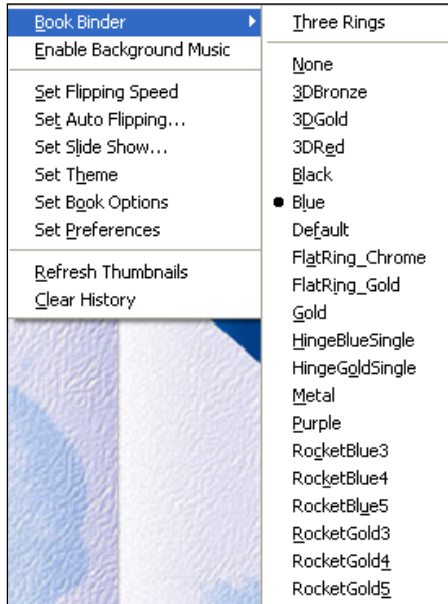 Book Binder
Enable Background Music
Set Flipping Speed
Set Auto Flipping...
Set Slide Show...
Set Theme
Set Book Options
Set Preferences
Refresh Thumbnails
Clear History
Three Rings
None
3DBronze
3DGold
3DRed
Black
Blue
Default
FlatRing_Chrome
FlatRing_Gold
Gold
HingeBlueSingle
HingeGoldSingle
Metal
Purple
RocketBlue3
RocketBlue4
RocketBlue5
RocketGold3
RocketGold4
RocketGold5